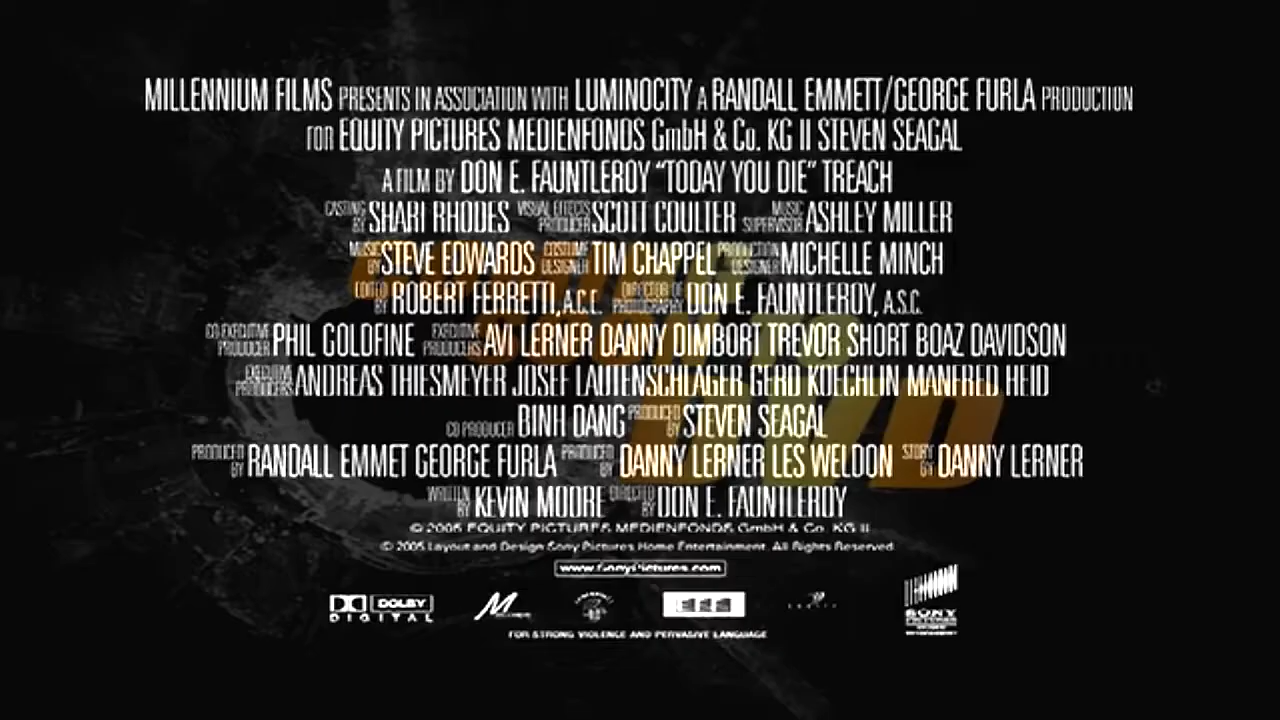 MILLENNIUM FILMS PRESENTS IN ASSOCIATION WITH LUMINOCITY A RANDALL EMMETT/GEORGE FURLA PRODUCTION
FOR EQUITY PICTURES MEDIENFONDS GmbH & Co. KG II STEVEN SEAGAL
A FILM BY DON E. FAUNTLEROY “TODAY YOU DIE” TREACH
CASTING BY SHARI RHODES VISUAL EFFECTS PRODUCER SCOTT COULTER MUSIC SUPERVISOR ASHLEY MILLER
MUSIC BY STEVE EDWARDS COSTUME DESIGNER TIM CHAPPEL PRODUCTION DESIGNER MICHELLE MINCH
EDITED BY ROBERT FERRETTI, A.C.E. DIRECTOR OF PHOTOGRAPHY DON E. FAUNTLEROY, A.S.C.
CO-EXECUTIVE PRODUCER PHIL GOLDFINE EXECUTIVE PRODUCERS AVI LERNER DANNY DIMBORT TREVOR SHORT BOAZ DAVIDSON
EXECUTIVE PRODUCERS ANDREAS THIESMEYER JOSEF LAUTENSCHLAGER GERD KOECHLIN MANFRED HEID
CO PRODUCER BINH DANG PRODUCED BY STEVEN SEAGAL
PRODUCED BY RANDALL EMMET GEORGE FURLA PRODUCED BY DANNY LERNER LES WELDON STORY BY DANNY LERNER
WRITTEN BY KEVIN MOORE DIRECTED BY DON E. FAUNTLEROY
© 2005 EQUITY PICTURES MEDIENFONDS GmbH & Co. KG II
© 2005 Layout and Design Sony Pictures Home Entertainment. All Rights Reserved.
www.SonyPictures.com
DOLBY DIGITAL
SONY PICTURES
FOR STRONG VIOLENCE AND PERVASIVE LANGUAGE